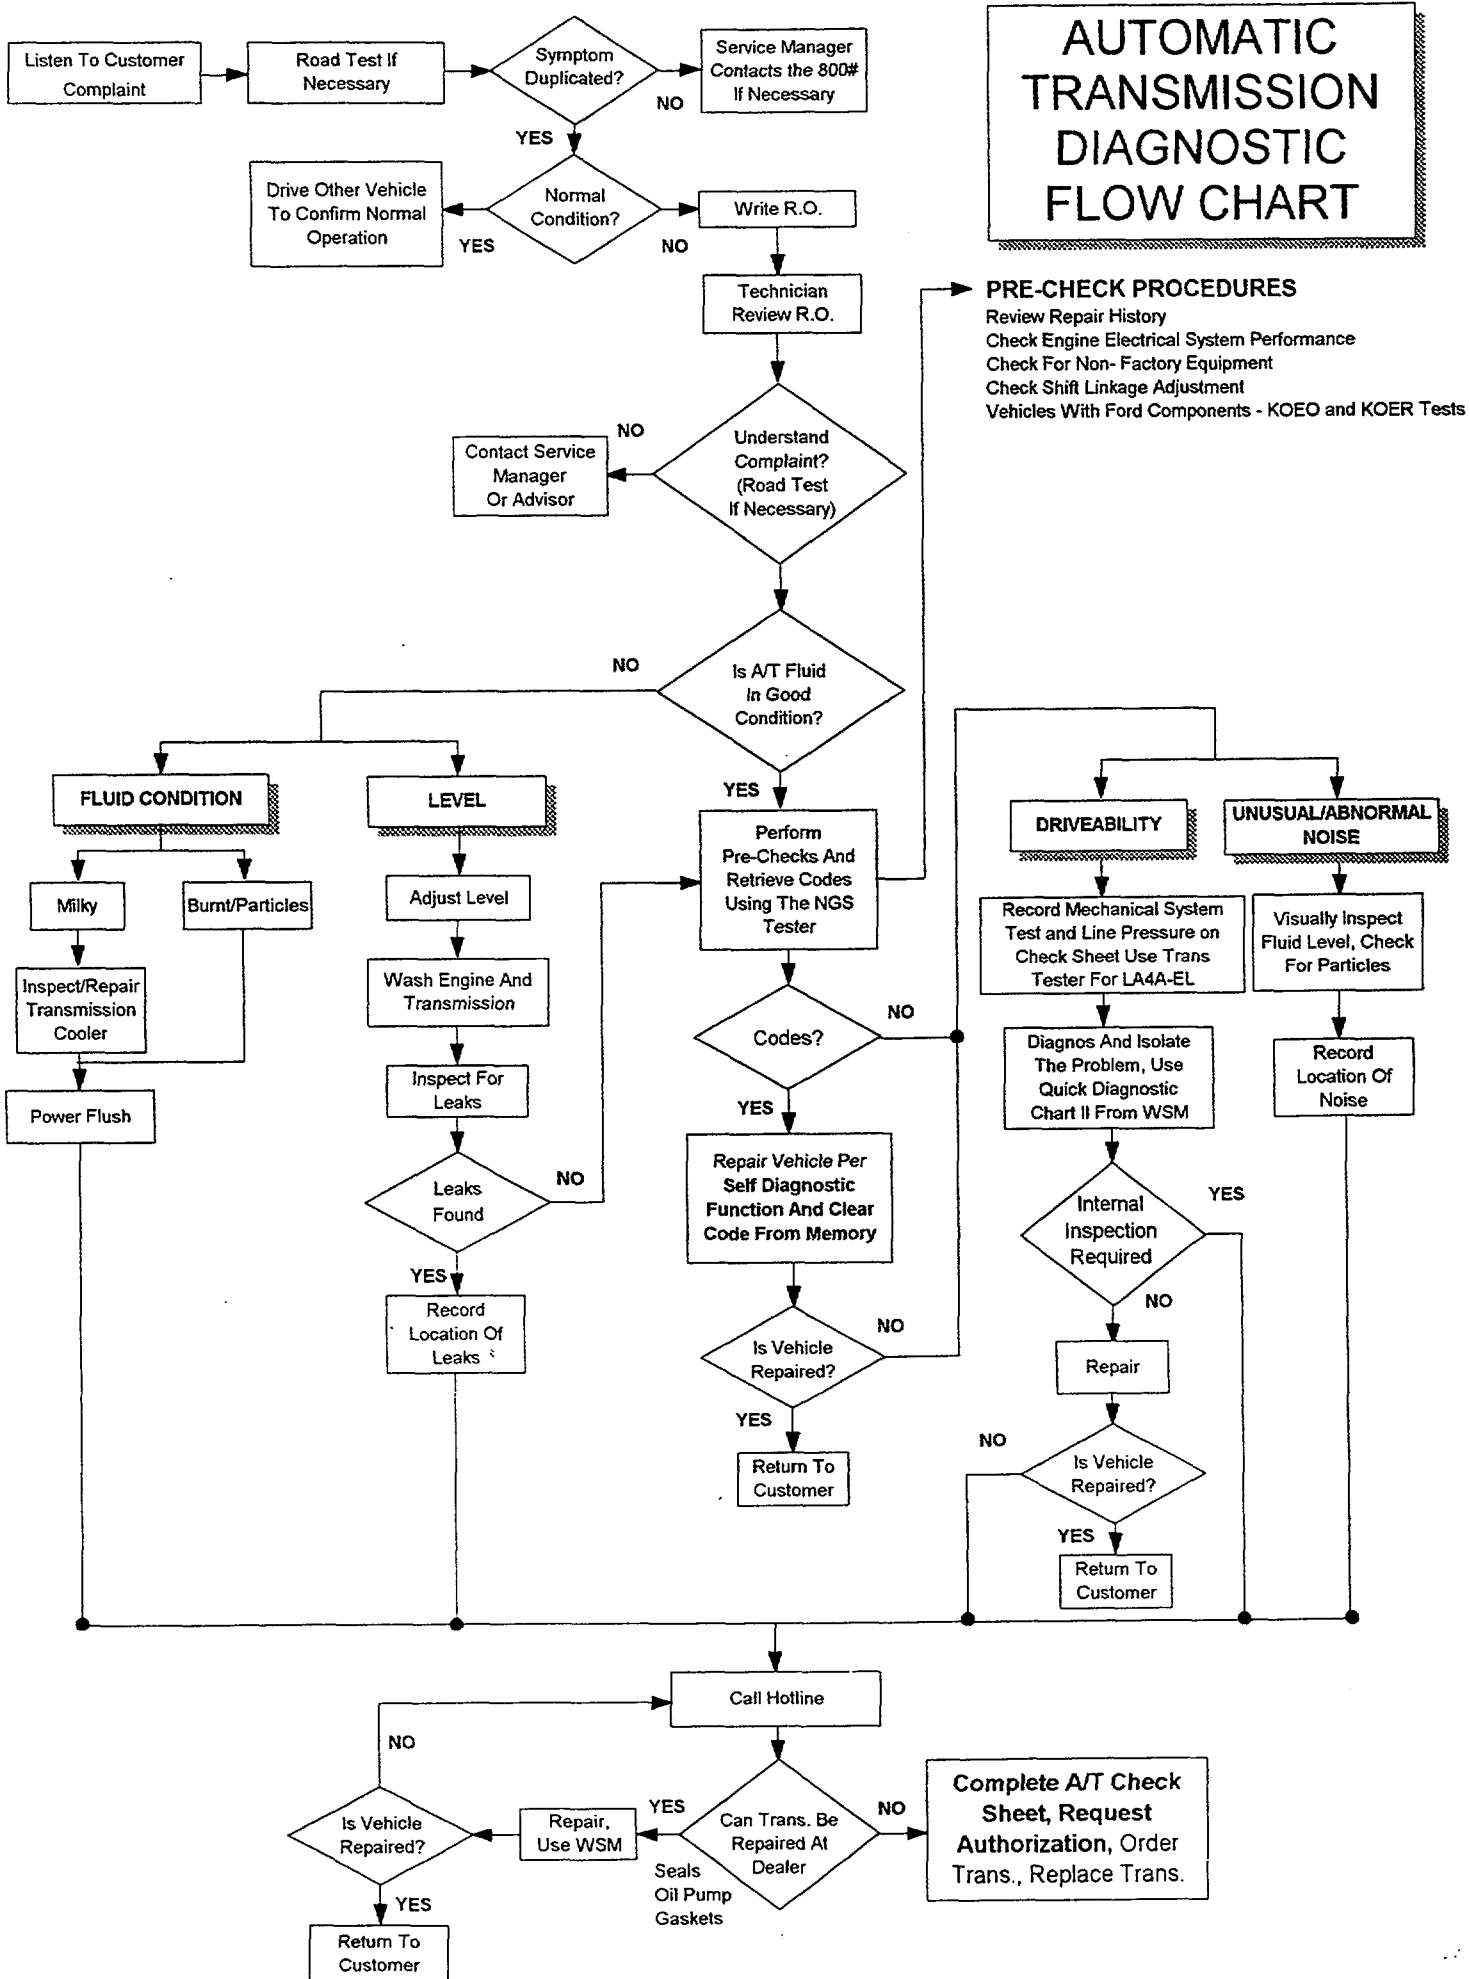 AUTOMATIC
TRANSMISSION
DIAGNOSTIC
FLOW CHART
Listen To Customer
Complaint
Road Test If
Necessary
Symptom
Duplicated?
NO
Service Manager
Contacts the 800#
If Necessary
YES
Drive Other Vehicle
To Confirm Normal
Operation
YES
Normal
Condition?
NO
Write R.O.
Technician
Review R.O.
PRE-CHECK PROCEDURES
Review Repair History
Check Engine Electrical System Performance
Check For Non- Factory Equipment
Check Shift Linkage Adjustment
Vehicles With Ford Components - KOEO and KOER Tests
Understand
Complaint?
(Road Test
If Necessary)
NO
Contact Service
Manager
Or Advisor
Is A/T Fluid
In Good
Condition?
NO
YES
FLUID CONDITION
Milky
Burnt/Particles
Inspect/Repair
Transmission
Cooler
Power Flush
LEVEL
Adjust Level
Wash Engine And
Transmission
Inspect For
Leaks
Leaks
Found
NO
YES
Record
Location Of
Leaks
Perform
Pre-Checks And
Retrieve Codes
Using The NGS
Tester
Codes?
NO
YES
Repair Vehicle Per
Self Diagnostic
Function And Clear
Code From Memory
Is Vehicle
Repaired?
NO
YES
Return To
Customer
DRIVEABILITY
Record Mechanical System
Test and Line Pressure on
Check Sheet Use Trans
Tester For LA4A-EL
Diagnos And Isolate
The Problem, Use
Quick Diagnostic
Chart II From WSM
Internal
Inspection
Required
YES
NO
Repair
Is Vehicle
Repaired?
NO
YES
Return To
Customer
UNUSUAL/ABNORMAL
NOISE
Visually Inspect
Fluid Level, Check
For Particles
Record
Location Of
Noise
Call Hotline
Can Trans. Be
Repaired At
Dealer
YES
Seals
Oil Pump
Gaskets
NO
Complete A/T Check
Sheet, Request
Authorization, Order
Trans., Replace Trans.
Repair,
Use WSM
Is Vehicle
Repaired?
NO
YES
Return To
Customer